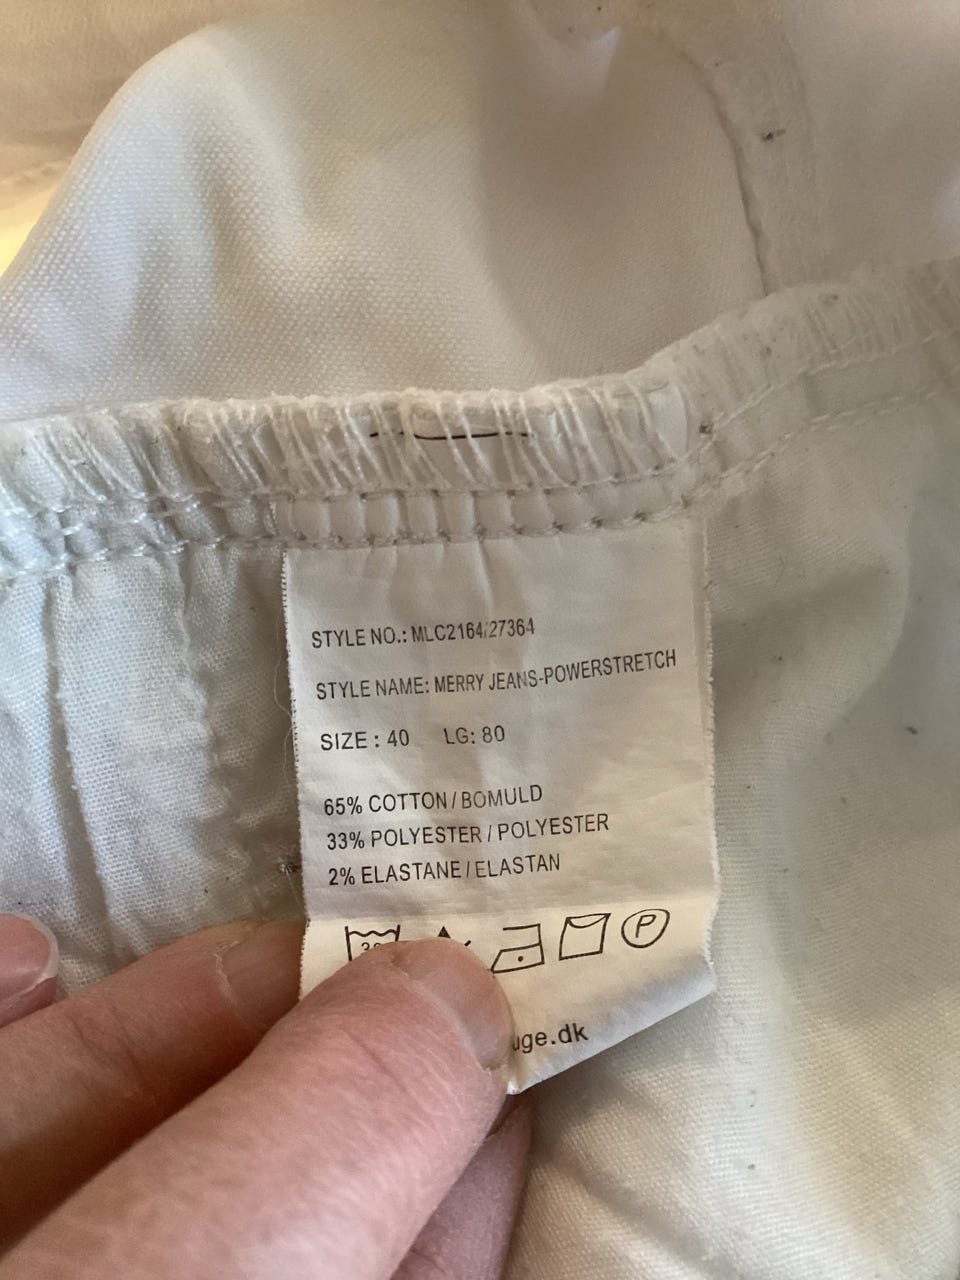 STYLE NO.: MLC2164/27364
STYLE NAME: MERRY JEANS-POWERSTRETCH
SIZE : 40 LG: 80
65% COTTON / BOMULD
33% POLYESTER / POLYESTER
2% ELASTANE / ELASTAN
P